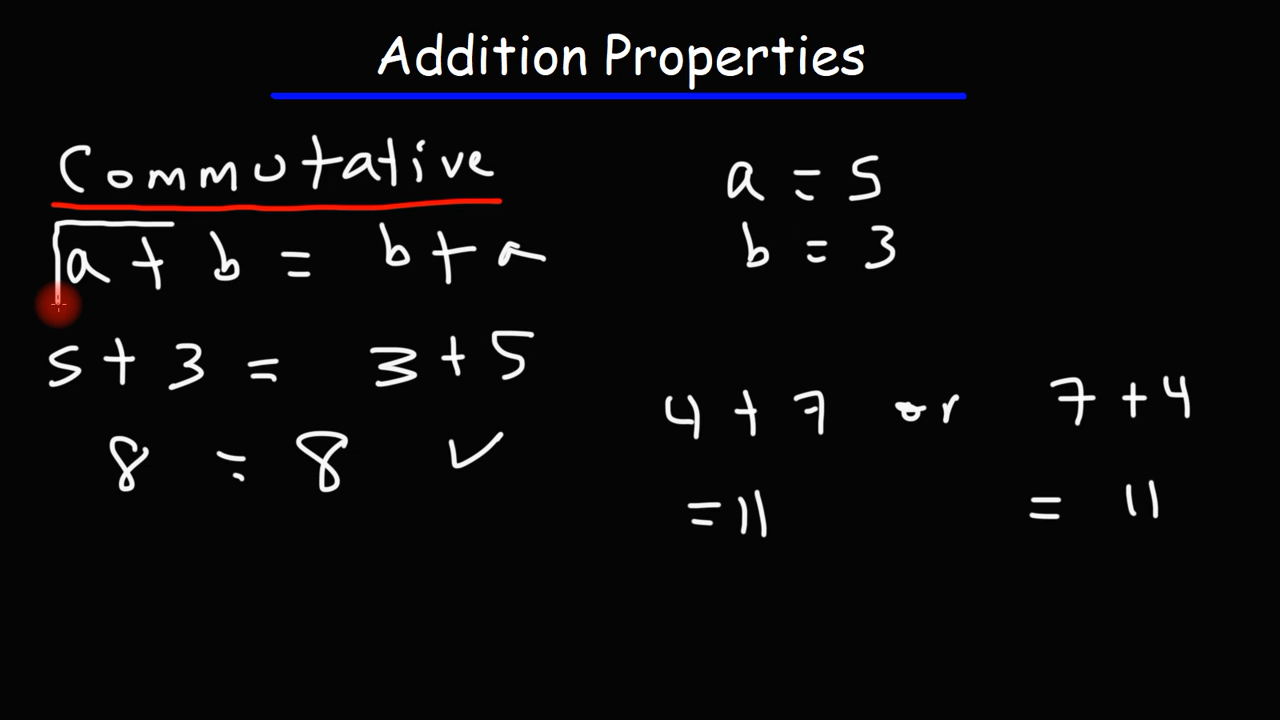 Addition Properties
Commutative
a + b = b + a
5 + 3 = 3 + 5
8 = 8 ✓
a = 5
b = 3
4 + 7 or 7 + 4
= 11 = 11